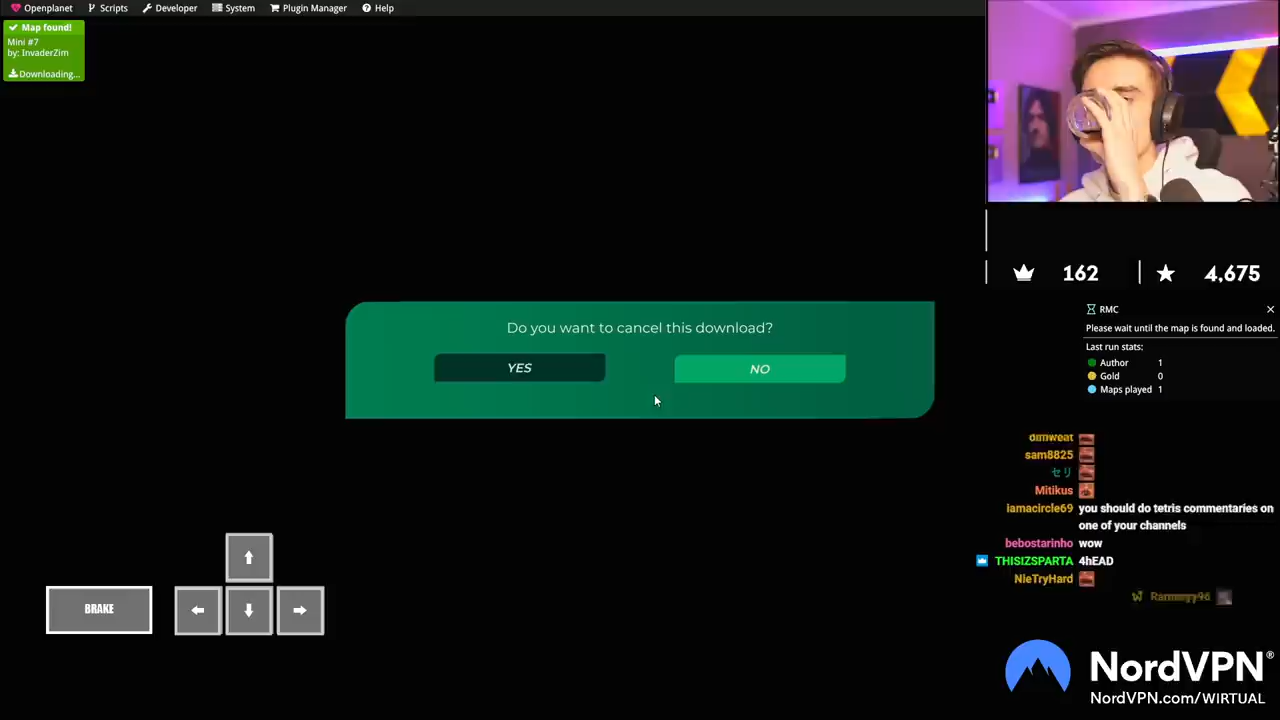 Openplanet Scripts Developer System Plugin Manager Help
Map found!
Mini #7
by: InvaderZim
Downloading...
Do you want to cancel this download?
YES NO
BRAKE
162 4,675
RMC
Please wait until the map is found and loaded.
Last run stats:
Author 1
Gold 0
Maps played 1
dimweat
sam8825
セリ
Mitikus
iamacircle69 you should do tetris commentaries on
one of your channels
bebostarinho wow
THISIZSPARTA 4hEAD
NieTryHard
NordVPN®
NordVPN.com/WIRTUAL